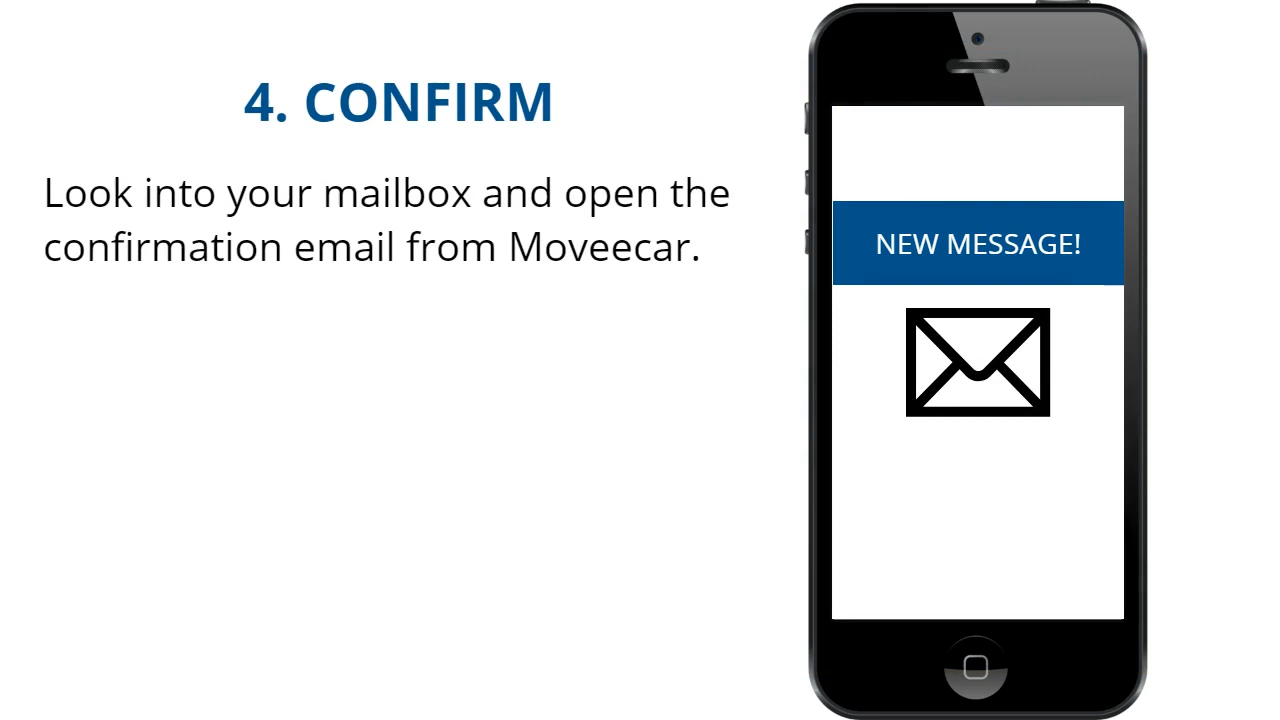 4. CONFIRM
Look into your mailbox and open the
confirmation email from Moveecar.
NEW MESSAGE!